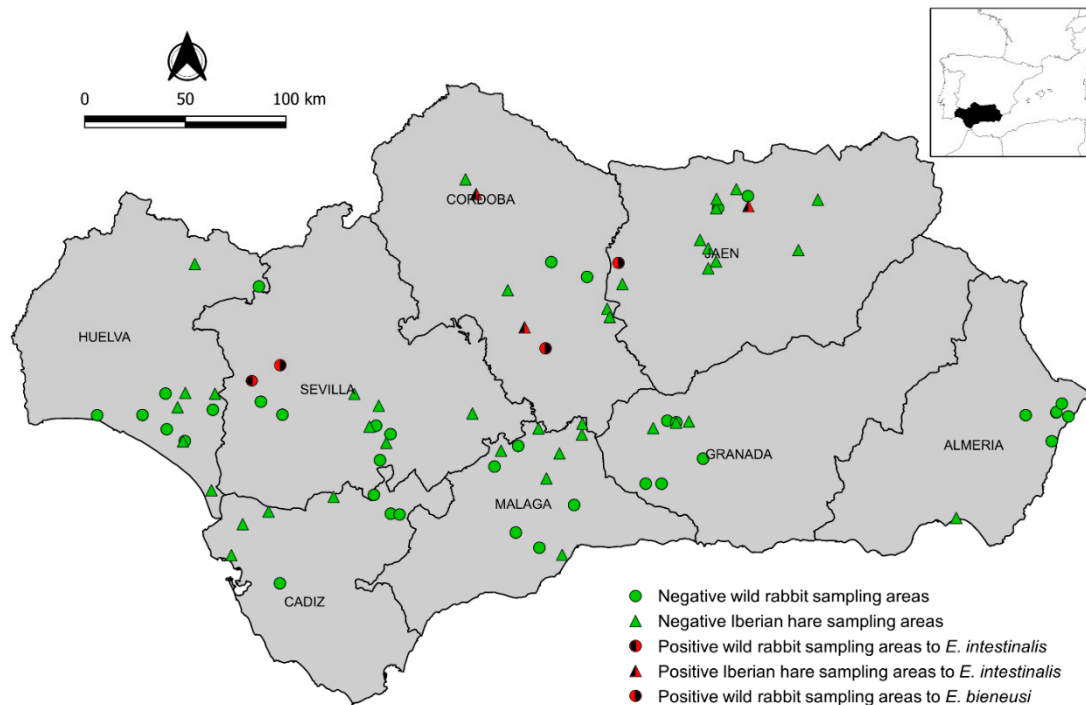 0 50 100 km
CORDOBA
JAEN
HUELVA
SEVILLA
GRANADA
ALMERIA
MALAGA
CADIZ
Negative wild rabbit sampling areas
Negative Iberian hare sampling areas
Positive wild rabbit sampling areas to E. intestinalis
Positive Iberian hare sampling areas to E. intestinalis
Positive wild rabbit sampling areas to E. bieneusi